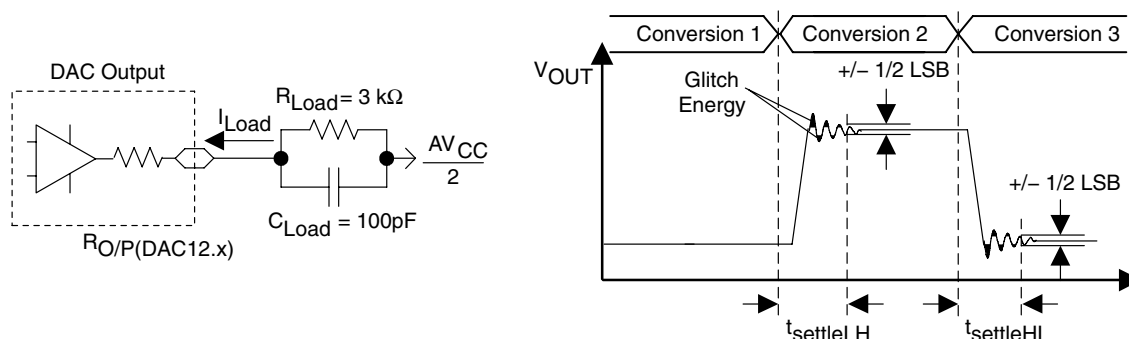 DAC Output
R_Load = 3 kΩ
I_Load
AV_CC
2
C_Load = 100pF
R_O/P(DAC12.x)
Conversion 1
Conversion 2
Conversion 3
V_OUT
Glitch
Energy
+/− 1/2 LSB
+/− 1/2 LSB
t_settleLH
t_settleHL